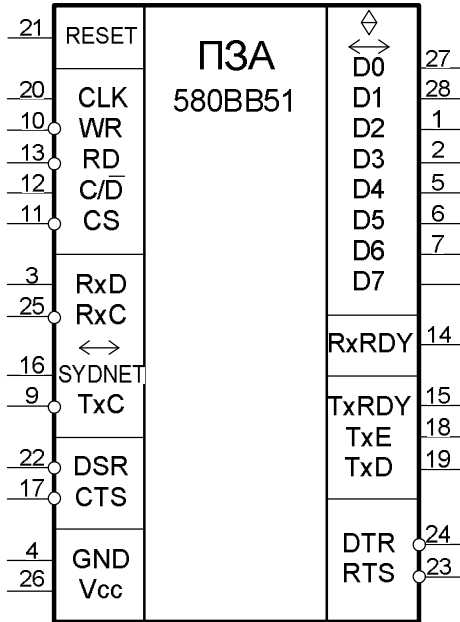 21 RESET
20 CLK
10 WR
13 RD
12 C/D̅
11 CS
3 RxD
25 RxC
16 SYDNET
9 TxC
22 DSR
17 CTS
4 GND
26 Vcc
ПЗА
580ВВ51
D0 27
D1 28
D2 1
D3 2
D4 5
D5 6
D6 7
D7
RxRDY 14
TxRDY 15
TxE 18
TxD 19
DTR 24
RTS 23